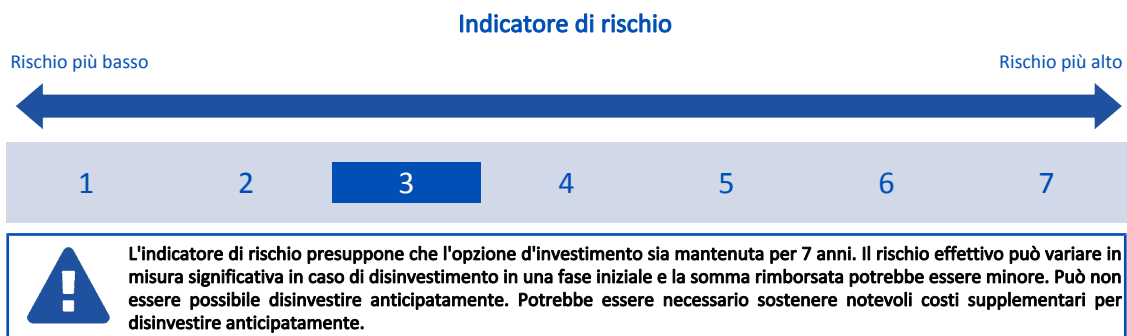 Indicatore di rischio
Rischio più basso
Rischio più alto
1 2 3 4 5 6 7
L'indicatore di rischio presuppone che l'opzione d'investimento sia mantenuta per 7 anni. Il rischio effettivo può variare in
misura significativa in caso di disinvestimento in una fase iniziale e la somma rimborsata potrebbe essere minore. Può non
essere possibile disinvestire anticipatamente. Potrebbe essere necessario sostenere notevoli costi supplementari per
disinvestire anticipatamente.